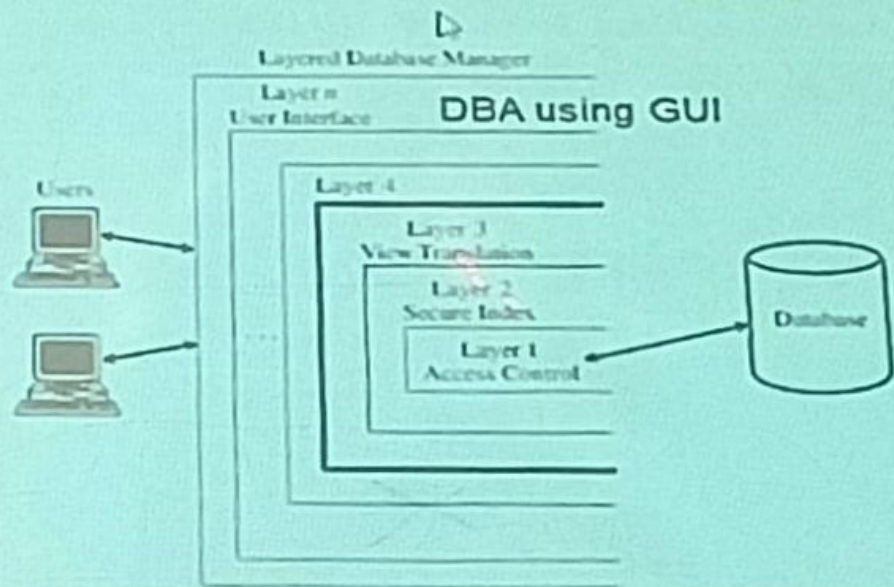 Layered Database Manager
Layer n
User Interface
DBA using GUI
Users
Layer 4
Layer 3
View Translation
Layer 2
Secure Index
Layer 1
Access Control
Database